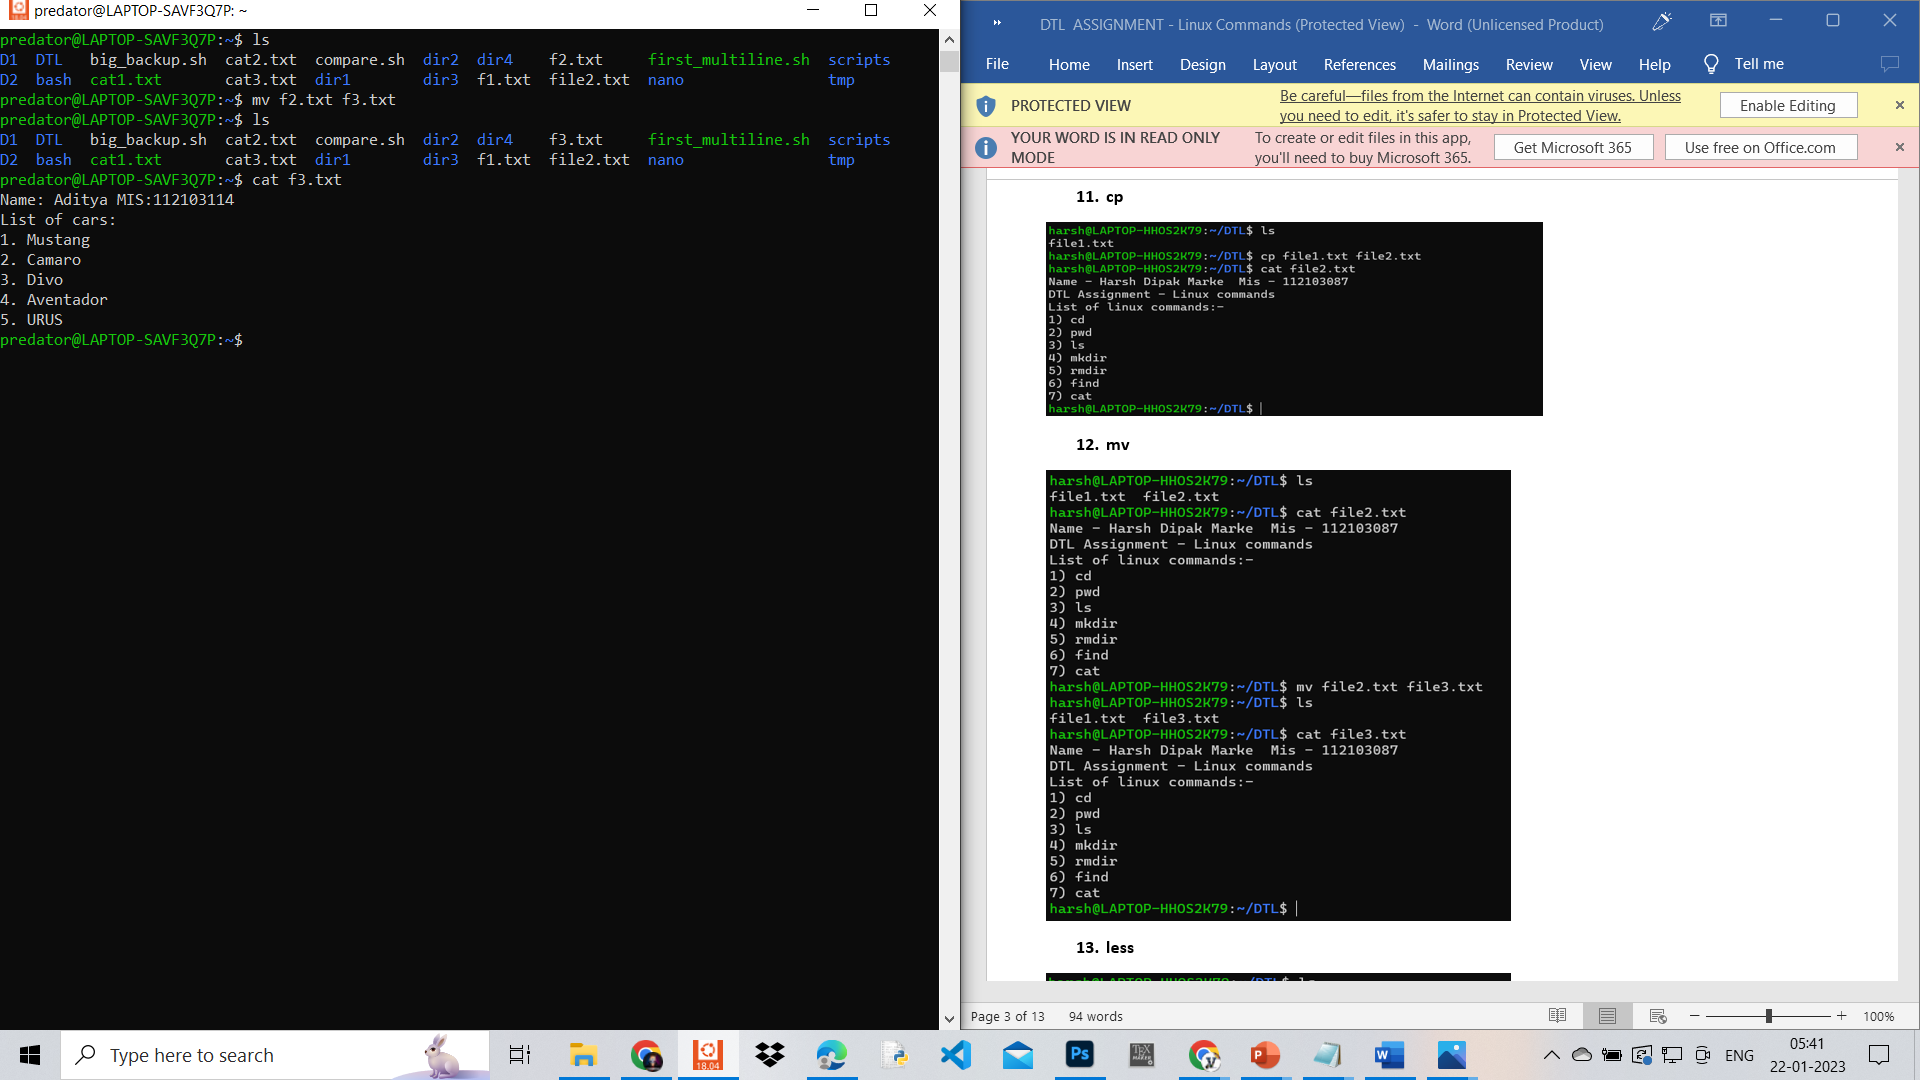 predator@LAPTOP-SAVF3Q7P: ~
predator@LAPTOP-SAVF3Q7P:~$ ls
D1  DTL   big_backup.sh  cat2.txt  compare.sh  dir2  dir4    f2.txt     first_multiline.sh  scripts
D2  bash  cat1.txt       cat3.txt  dir1        dir3  f1.txt  file2.txt  nano                tmp
predator@LAPTOP-SAVF3Q7P:~$ mv f2.txt f3.txt
predator@LAPTOP-SAVF3Q7P:~$ ls
D1  DTL   big_backup.sh  cat2.txt  compare.sh  dir2  dir4    f3.txt     first_multiline.sh  scripts
D2  bash  cat1.txt       cat3.txt  dir1        dir3  f1.txt  file2.txt  nano                tmp
predator@LAPTOP-SAVF3Q7P:~$ cat f3.txt
Name: Aditya MIS:112103114
List of cars:
1. Mustang
2. Camaro
3. Divo
4. Aventador
5. URUS
predator@LAPTOP-SAVF3Q7P:~$
DTL ASSIGNMENT - Linux Commands (Protected View) - Word (Unlicensed Product)
File Home Insert Design Layout References Mailings Review View Help Tell me
PROTECTED VIEW
Be careful—files from the Internet can contain viruses. Unless
you need to edit, it's safer to stay in Protected View.
Enable Editing
YOUR WORD IS IN READ ONLY
MODE
To create or edit files in this app,
you'll need to buy Microsoft 365.
Get Microsoft 365
Use free on Office.com
11. cp
harsh@LAPTOP-HHOS2K79:~/DTL$ ls
file1.txt
harsh@LAPTOP-HHOS2K79:~/DTL$ cp file1.txt file2.txt
harsh@LAPTOP-HHOS2K79:~/DTL$ cat file2.txt
Name - Harsh Dipak Marke  Mis - 112103087
DTL Assignment - Linux commands
List of linux commands:-
1) cd
2) pwd
3) ls
4) mkdir
5) rmdir
6) find
7) cat
harsh@LAPTOP-HHOS2K79:~/DTL$
12. mv
harsh@LAPTOP-HHOS2K79:~/DTL$ ls
file1.txt  file2.txt
harsh@LAPTOP-HHOS2K79:~/DTL$ cat file2.txt
Name - Harsh Dipak Marke  Mis - 112103087
DTL Assignment - Linux commands
List of linux commands:-
1) cd
2) pwd
3) ls
4) mkdir
5) rmdir
6) find
7) cat
harsh@LAPTOP-HHOS2K79:~/DTL$ mv file2.txt file3.txt
harsh@LAPTOP-HHOS2K79:~/DTL$ ls
file1.txt  file3.txt
harsh@LAPTOP-HHOS2K79:~/DTL$ cat file3.txt
Name - Harsh Dipak Marke  Mis - 112103087
DTL Assignment - Linux commands
List of linux commands:-
1) cd
2) pwd
3) ls
4) mkdir
5) rmdir
6) find
7) cat
harsh@LAPTOP-HHOS2K79:~/DTL$
13. less
Page 3 of 13
94 words
100%
Type here to search
18.04
Ps
ENG
05:41
22-01-2023